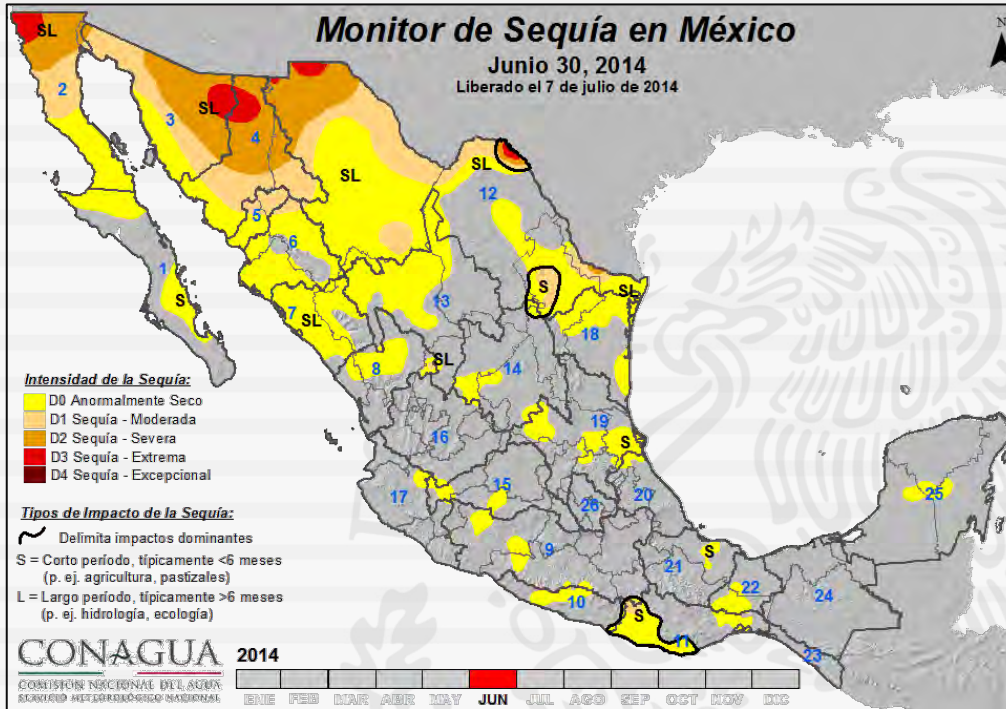 Monitor de Sequía en México
Junio 30, 2014
Liberado el 7 de julio de 2014
N
SL
2
3
SL
4
SL
SL
12
5
6
1
S
S
SL
7
SL
13
18
8
SL
14
Intensidad de la Sequía:
D0 Anormalmente Seco
D1 Sequía - Moderada
D2 Sequía - Severa
D3 Sequía - Extrema
D4 Sequía - Excepcional
19
S
16
17
15
20
25
26
Tipos de Impacto de la Sequía:
Delimita impactos dominantes
S = Corto período, típicamente <6 meses
(p. ej. agricultura, pastizales)
L = Largo período, típicamente >6 meses
(p. ej. hidrología, ecología)
9
S
21
22
24
10
S
11
23
CONAGUA
COMISIÓN NACIONAL DEL AGUA
SERVICIO METEOROLÓGICO NACIONAL
2014
ENE FEB MAR ABR MAY JUN JUL AGO SEP OCT NOV DIC